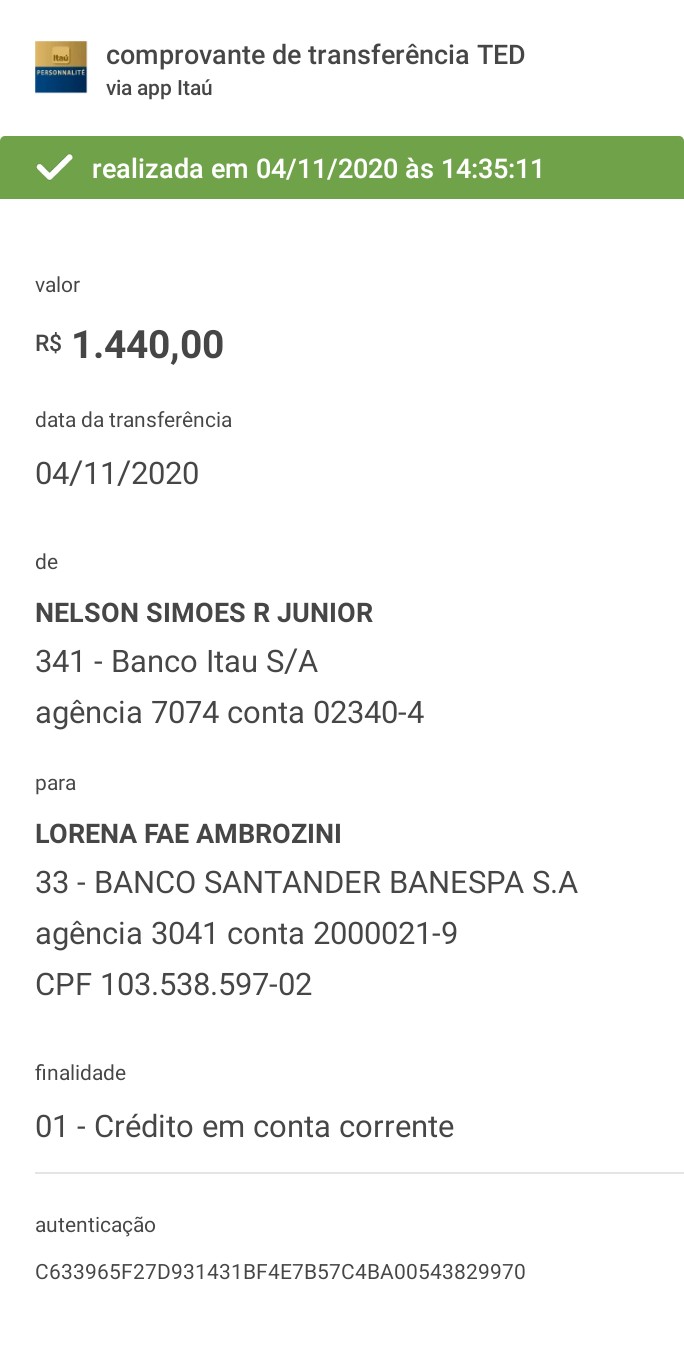 Itaú
PERSONNALITÉ
comprovante de transferência TED
via app Itaú
realizada em 04/11/2020 às 14:35:11
valor
R$ 1.440,00
data da transferência
04/11/2020
de
NELSON SIMOES R JUNIOR
341 - Banco Itau S/A
agência 7074 conta 02340-4
para
LORENA FAE AMBROZINI
33 - BANCO SANTANDER BANESPA S.A
agência 3041 conta 2000021-9
CPF 103.538.597-02
finalidade
01 - Crédito em conta corrente
autenticação
C633965F27D931431BF4E7B57C4BA00543829970